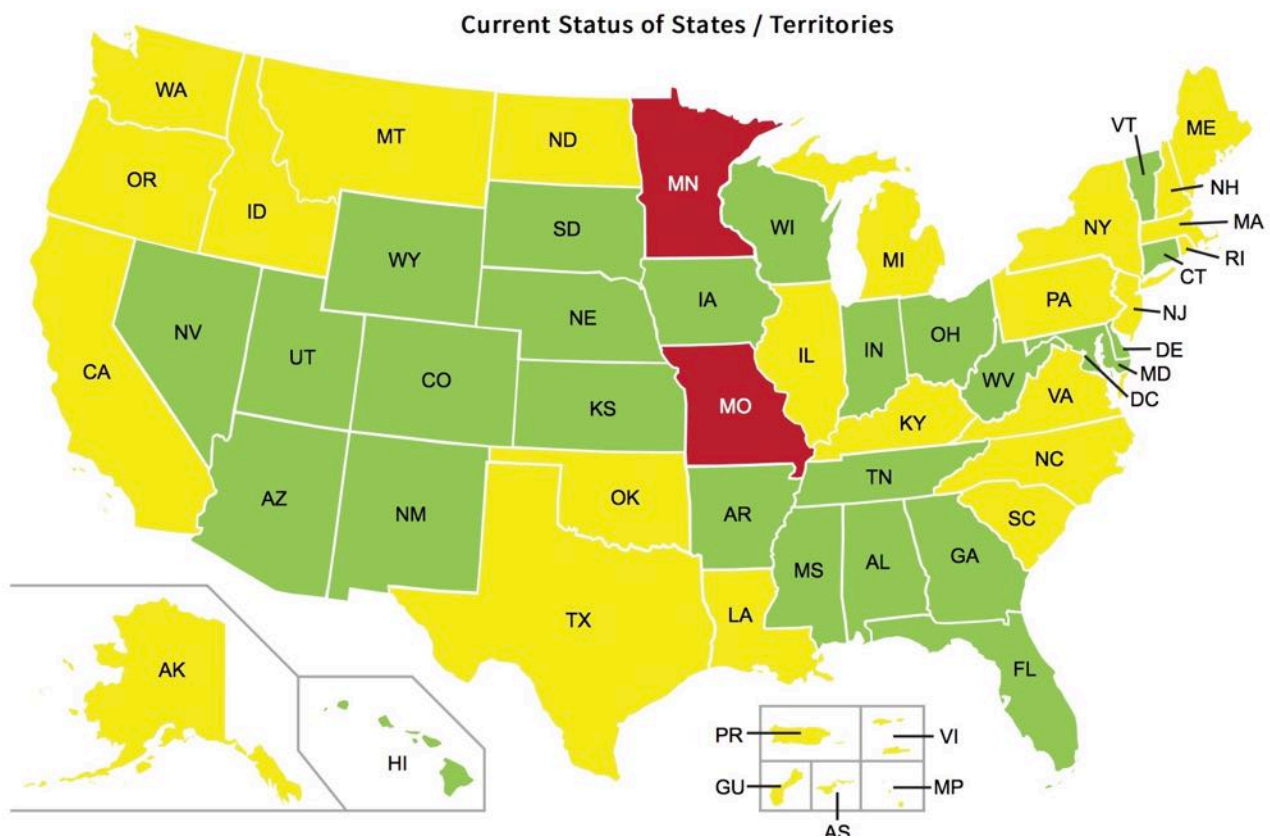 Current Status of States / Territories
WA
MT
ND
MN
VT
ME
OR
ID
SD
WI
NH
NY
MA
WY
MI
RI
CT
IA
PA
NV
NE
NJ
UT
CO
IL
IN
OH
DE
CA
WV
MD
KS
MO
VA
DC
KY
NC
AZ
NM
OK
TN
AR
SC
MS
AL
GA
TX
LA
AK
FL
HI
PR
VI
GU
MP
AS